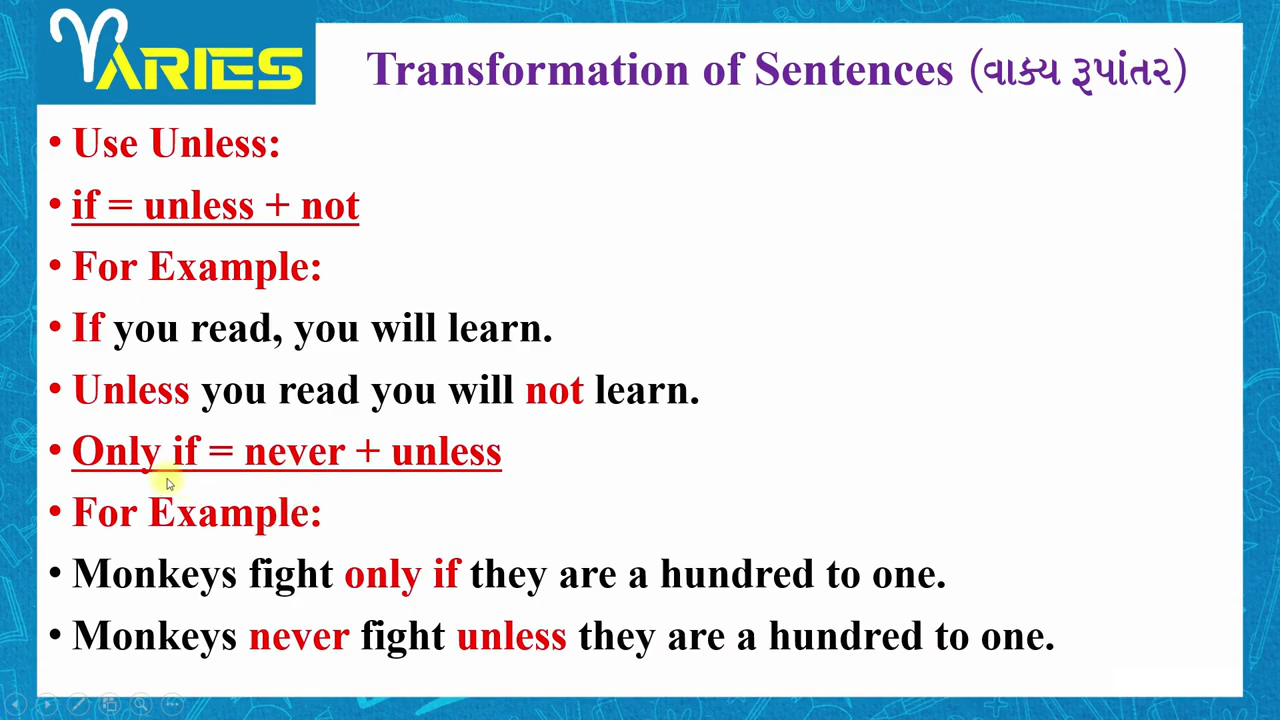 ARIES
Transformation of Sentences (વાક્ય રૂપાંતર)
• Use Unless:
• if = unless + not
• For Example:
• If you read, you will learn.
• Unless you read you will not learn.
• Only if = never + unless
• For Example:
• Monkeys fight only if they are a hundred to one.
• Monkeys never fight unless they are a hundred to one.